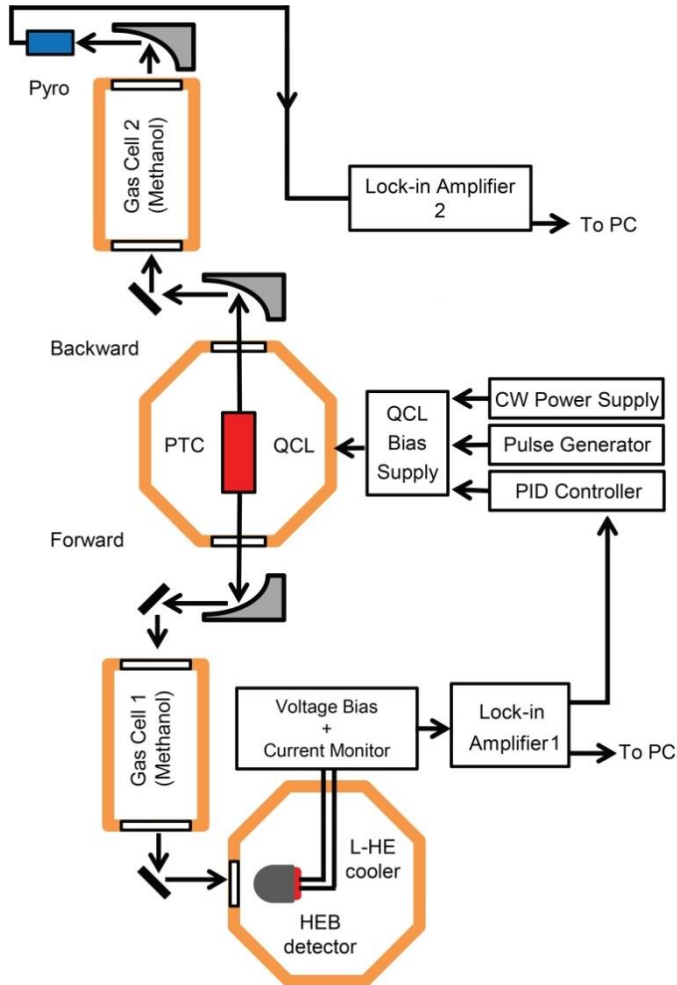 Pyro
Gas Cell 2
(Methanol)
Lock-in Amplifier
2
To PC
Backward
PTC
QCL
QCL
Bias
Supply
CW Power Supply
Pulse Generator
PID Controller
Forward
Gas Cell 1
(Methanol)
Voltage Bias
+
Current Monitor
Lock-in
Amplifier1
To PC
L-HE
cooler
HEB
detector